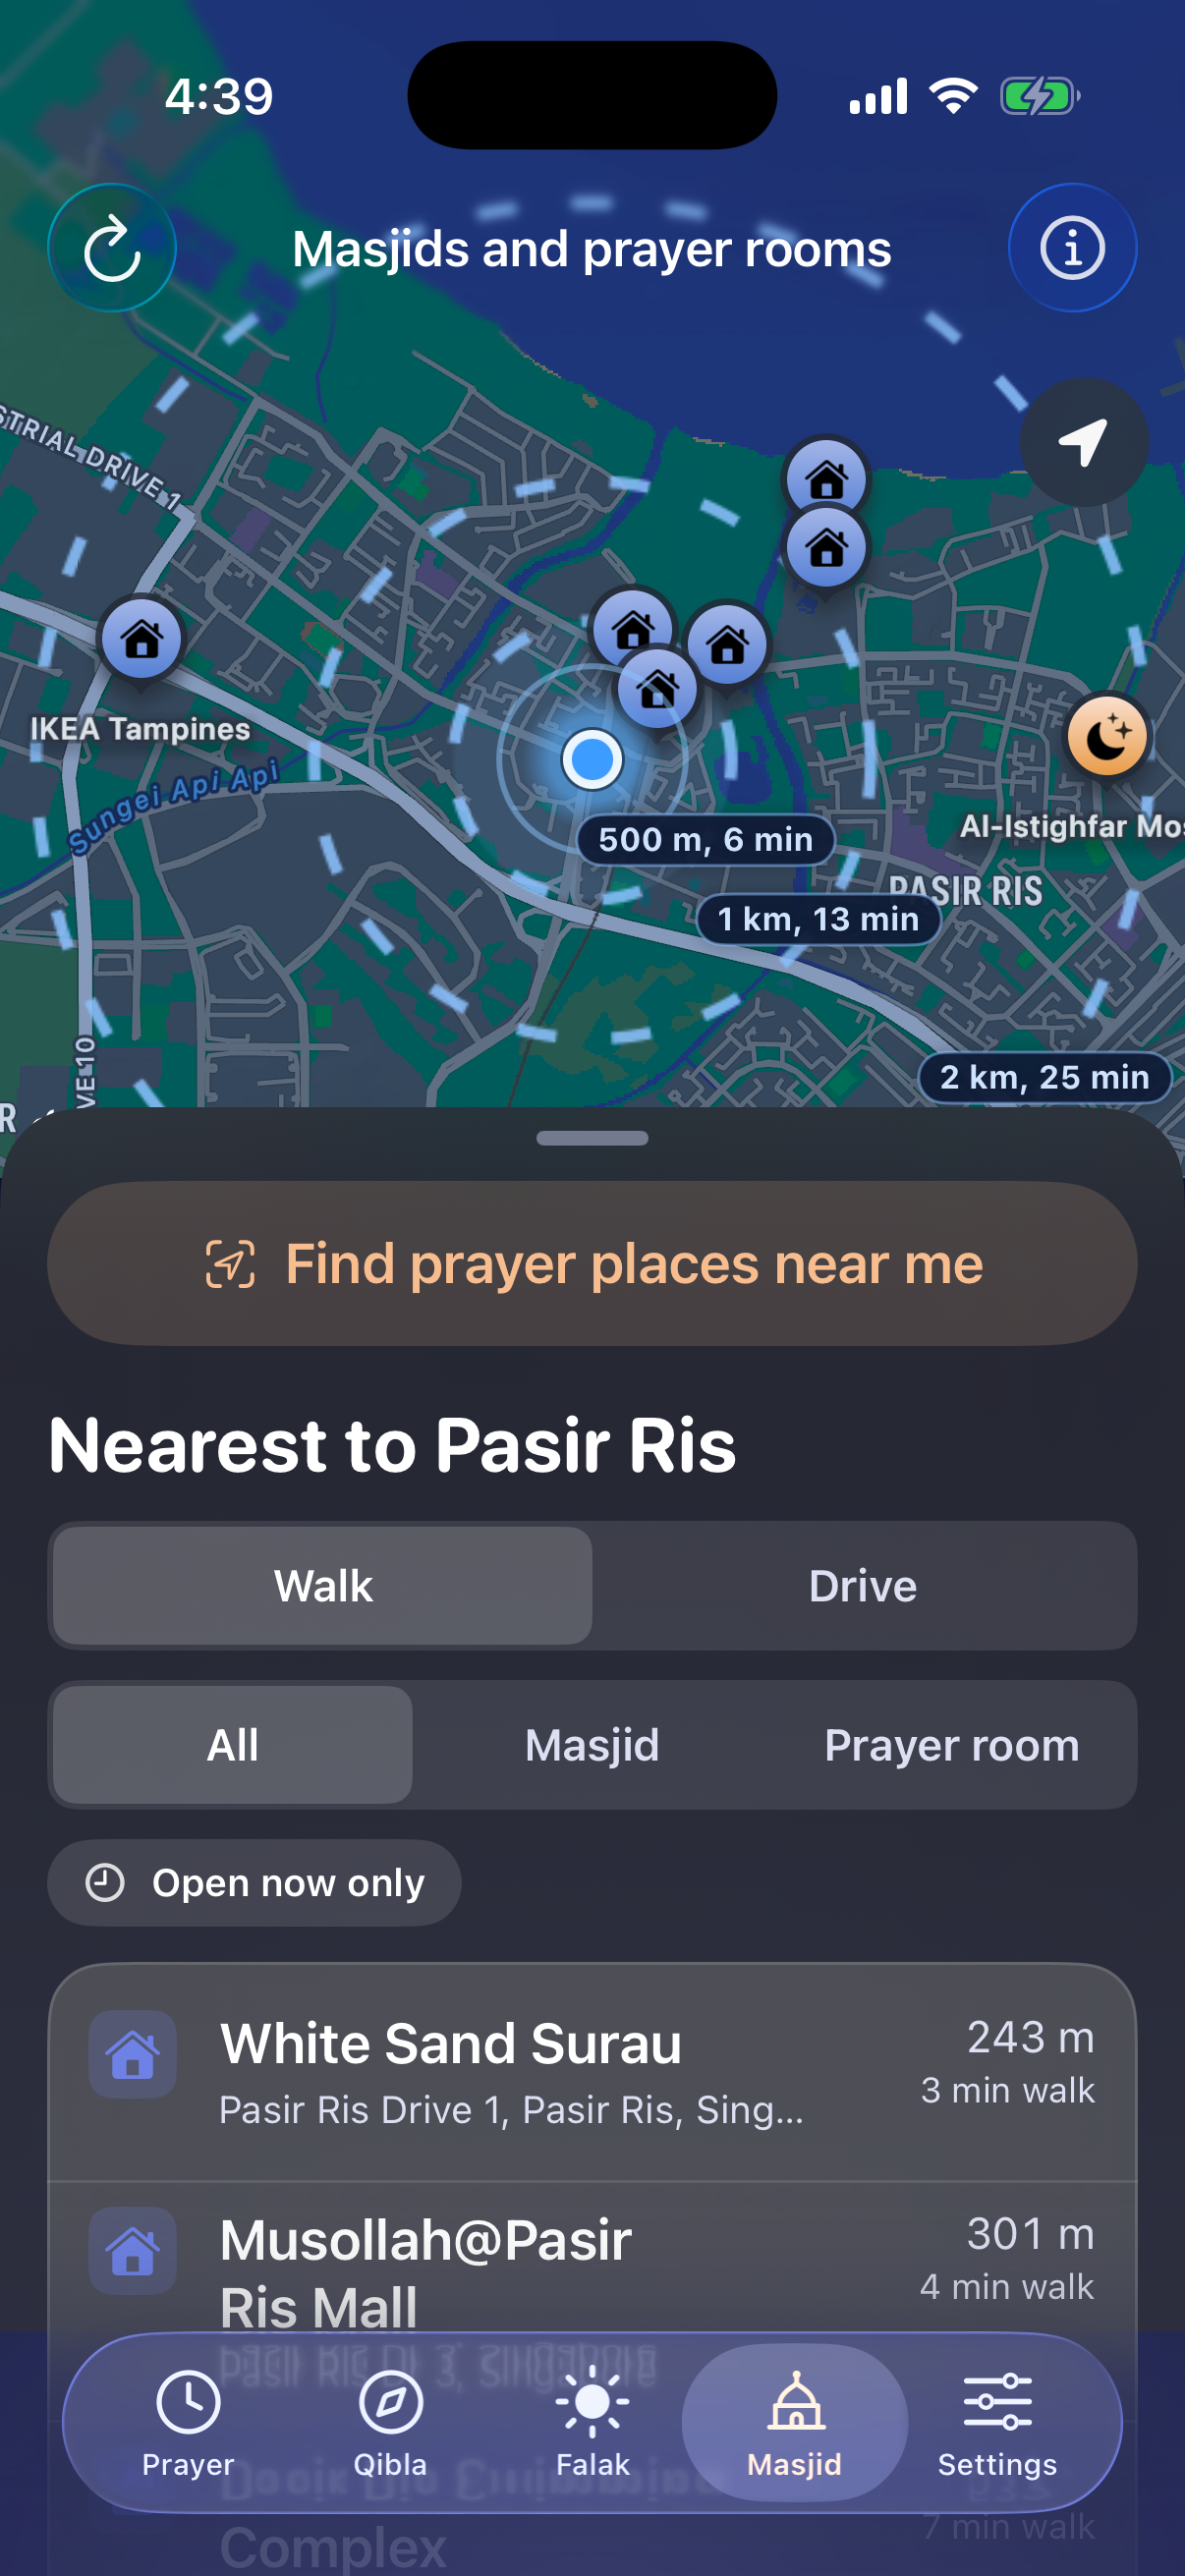 4:39
Masjids and prayer rooms
STRIAL DRIVE 1
IKEA Tampines
Sungei Api Api
Al-Istighfar Mos
500 m, 6 min
PASIR RIS
1 km, 13 min
VE 10
2 km, 25 min
R
Find prayer places near me
Nearest to Pasir Ris
Walk
Drive
All
Masjid
Prayer room
Open now only
White Sand Surau
243 m
Pasir Ris Drive 1, Pasir Ris, Sing...
3 min walk
Musollah@Pasir
301 m
Ris Mall
4 min walk
Prayer
Qibla
Falak
Masjid
Settings
Complex
7 min walk